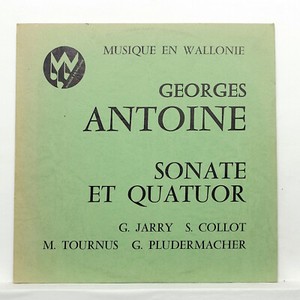 MUSIQUE EN WALLONIE
GEORGES
ANTOINE
SONATE
ET QUATUOR
G. JARRY S. COLLOT
M. TOURNUS G. PLUDERMACHER